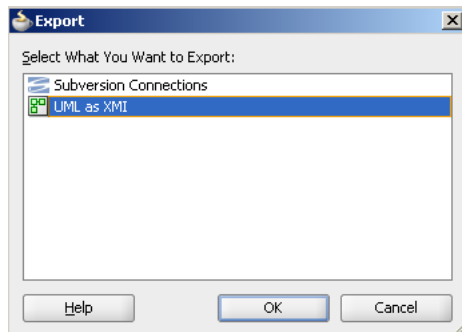 Export
Select What You Want to Export:
Subversion Connections
UML as XMI
Help
OK
Cancel